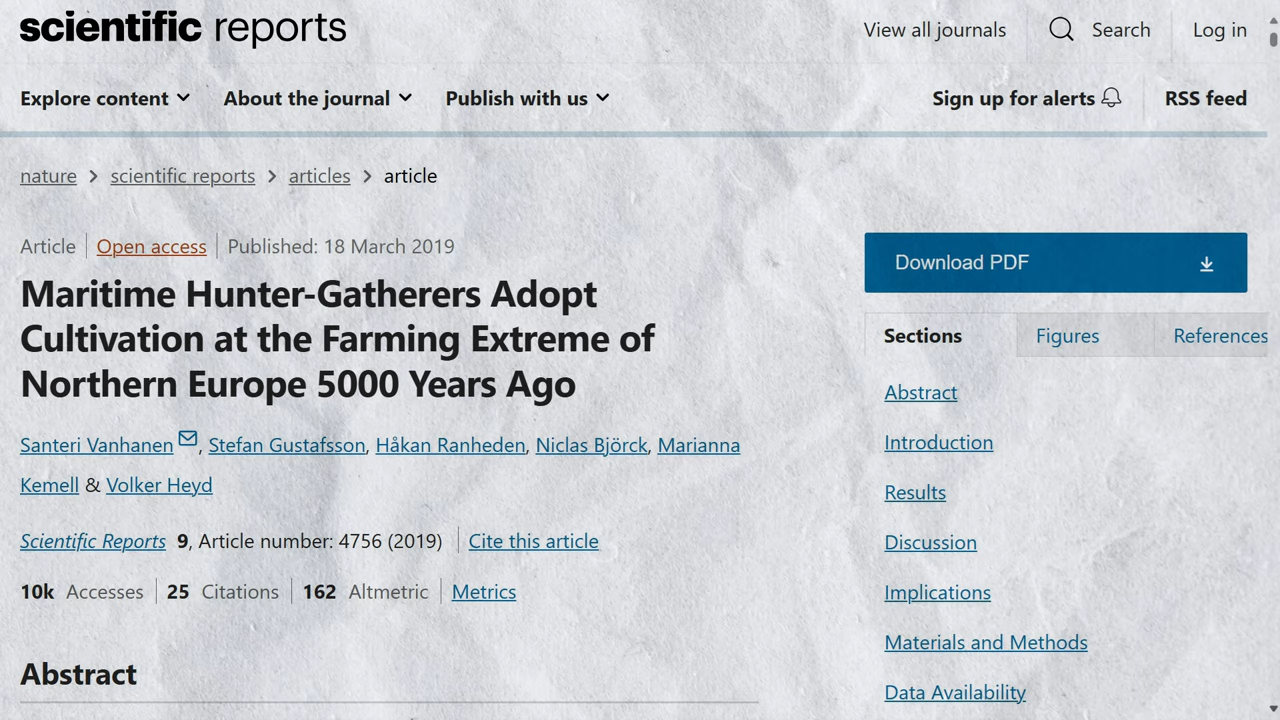 scientific reports
View all journals
Search
Log in
Explore content
About the journal
Publish with us
Sign up for alerts
RSS feed
nature > scientific reports > articles > article
Article | Open access | Published: 18 March 2019
Maritime Hunter-Gatherers Adopt
Cultivation at the Farming Extreme of
Northern Europe 5000 Years Ago
Santeri Vanhanen, Stefan Gustafsson, Håkan Ranheden, Niclas Björck, Marianna
Kemell & Volker Heyd
Scientific Reports 9, Article number: 4756 (2019) | Cite this article
10k Accesses | 25 Citations | 162 Altmetric | Metrics
Abstract
Download PDF
Sections
Figures
References
Abstract
Introduction
Results
Discussion
Implications
Materials and Methods
Data Availability